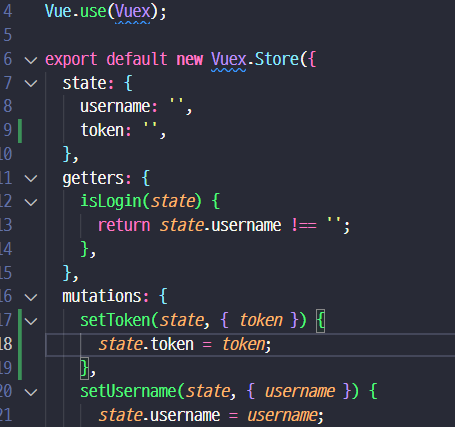 4 Vue.use(Vuex);
5
6 export default new Vuex.Store({
7 state: {
8 username: '',
9 token: '',
10 },
11 getters: {
12 isLogin(state) {
13 return state.username !== '';
14 },
15 },
16 mutations: {
17 setToken(state, { token }) {
18 state.token = token;
19 },
20 setUsername(state, { username }) {
21 state.username = username;